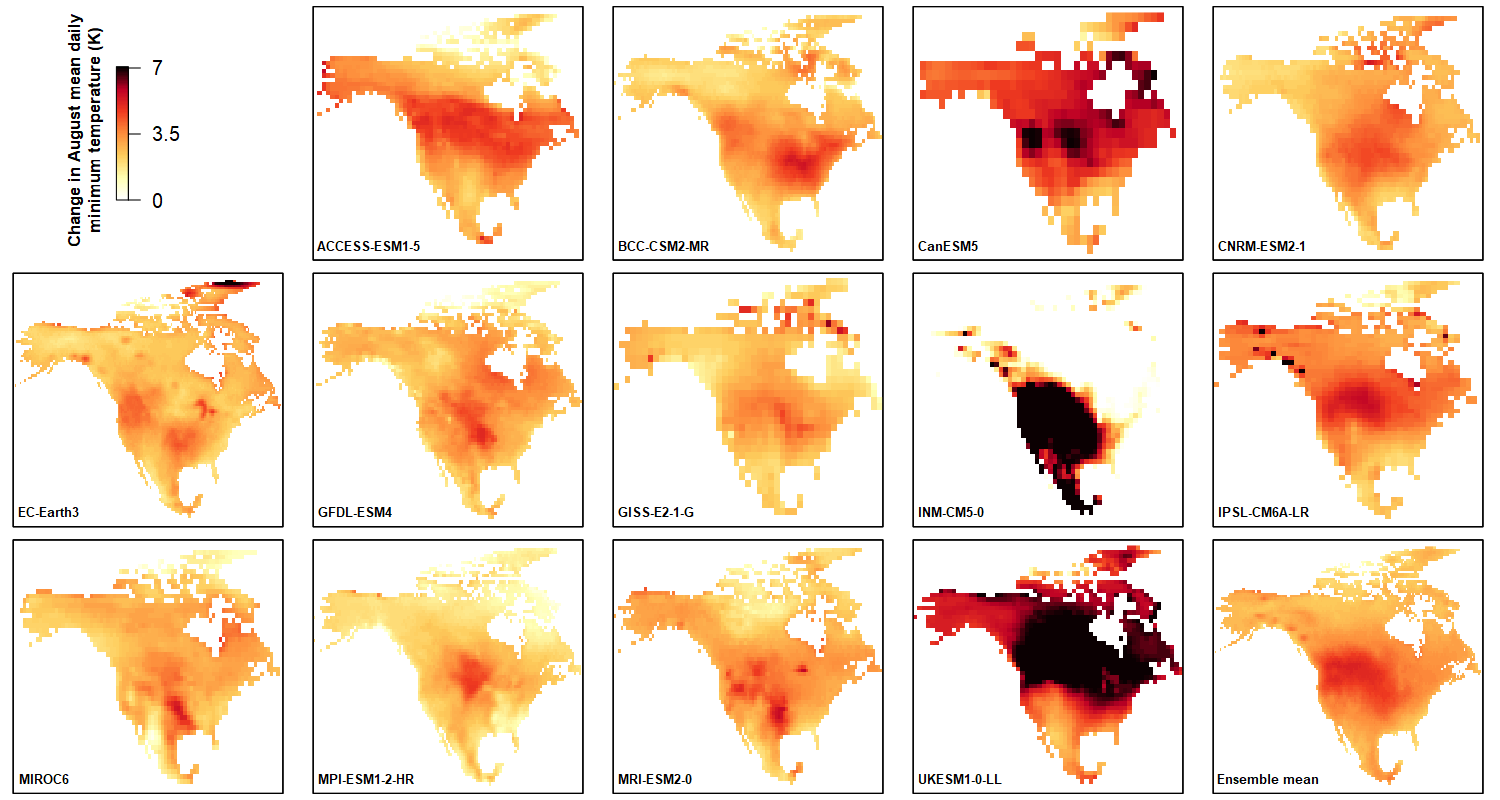 Change in August mean daily
minimum temperature (K)
7
3.5
0
ACCESS-ESM1-5
BCC-CSM2-MR
CanESM5
CNRM-ESM2-1
EC-Earth3
GFDL-ESM4
GISS-E2-1-G
INM-CM5-0
IPSL-CM6A-LR
MIROC6
MPI-ESM1-2-HR
MRI-ESM2-0
UKESM1-0-LL
Ensemble mean